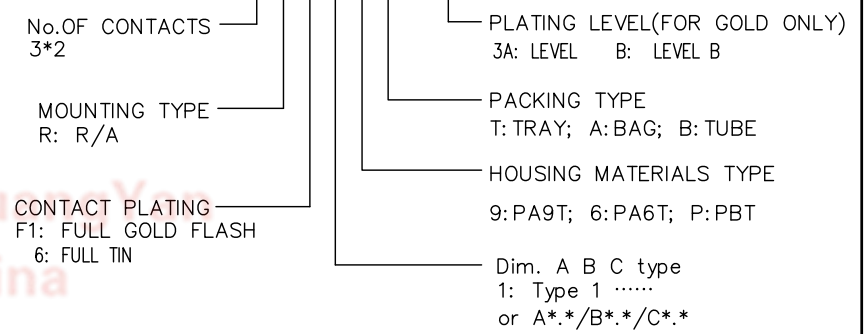 No.OF CONTACTS
3*2
MOUNTING TYPE
R: R/A
CONTACT PLATING
F1: FULL GOLD FLASH
6: FULL TIN
PLATING LEVEL(FOR GOLD ONLY)
3A: LEVEL B: LEVEL B
PACKING TYPE
T:TRAY; A:BAG; B:TUBE
HOUSING MATERIALS TYPE
9:PA9T; 6:PA6T; P:PBT
Dim. A B C type
1: Type 1 ······
or A*.*/B*.*/C*.*